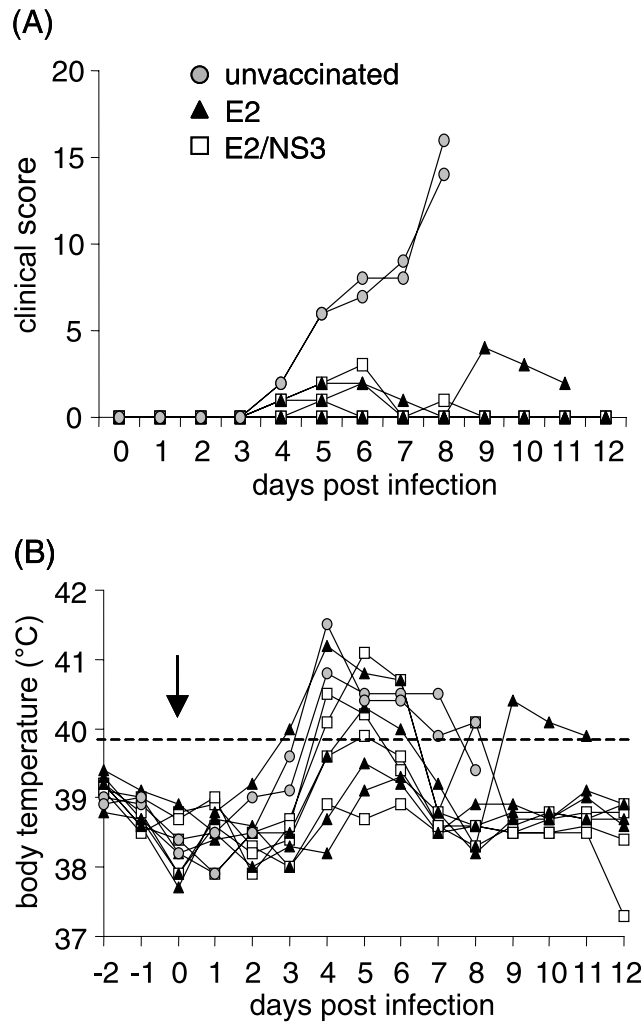 (A)
20
15
10
5
0
clinical score
unvaccinated
E2
E2/NS3
0 1 2 3 4 5 6 7 8 9 10 11 12
days post infection
(B)
42
41
40
39
38
37
body temperature (°C)
-2 -1 0 1 2 3 4 5 6 7 8 9 10 11 12
days post infection